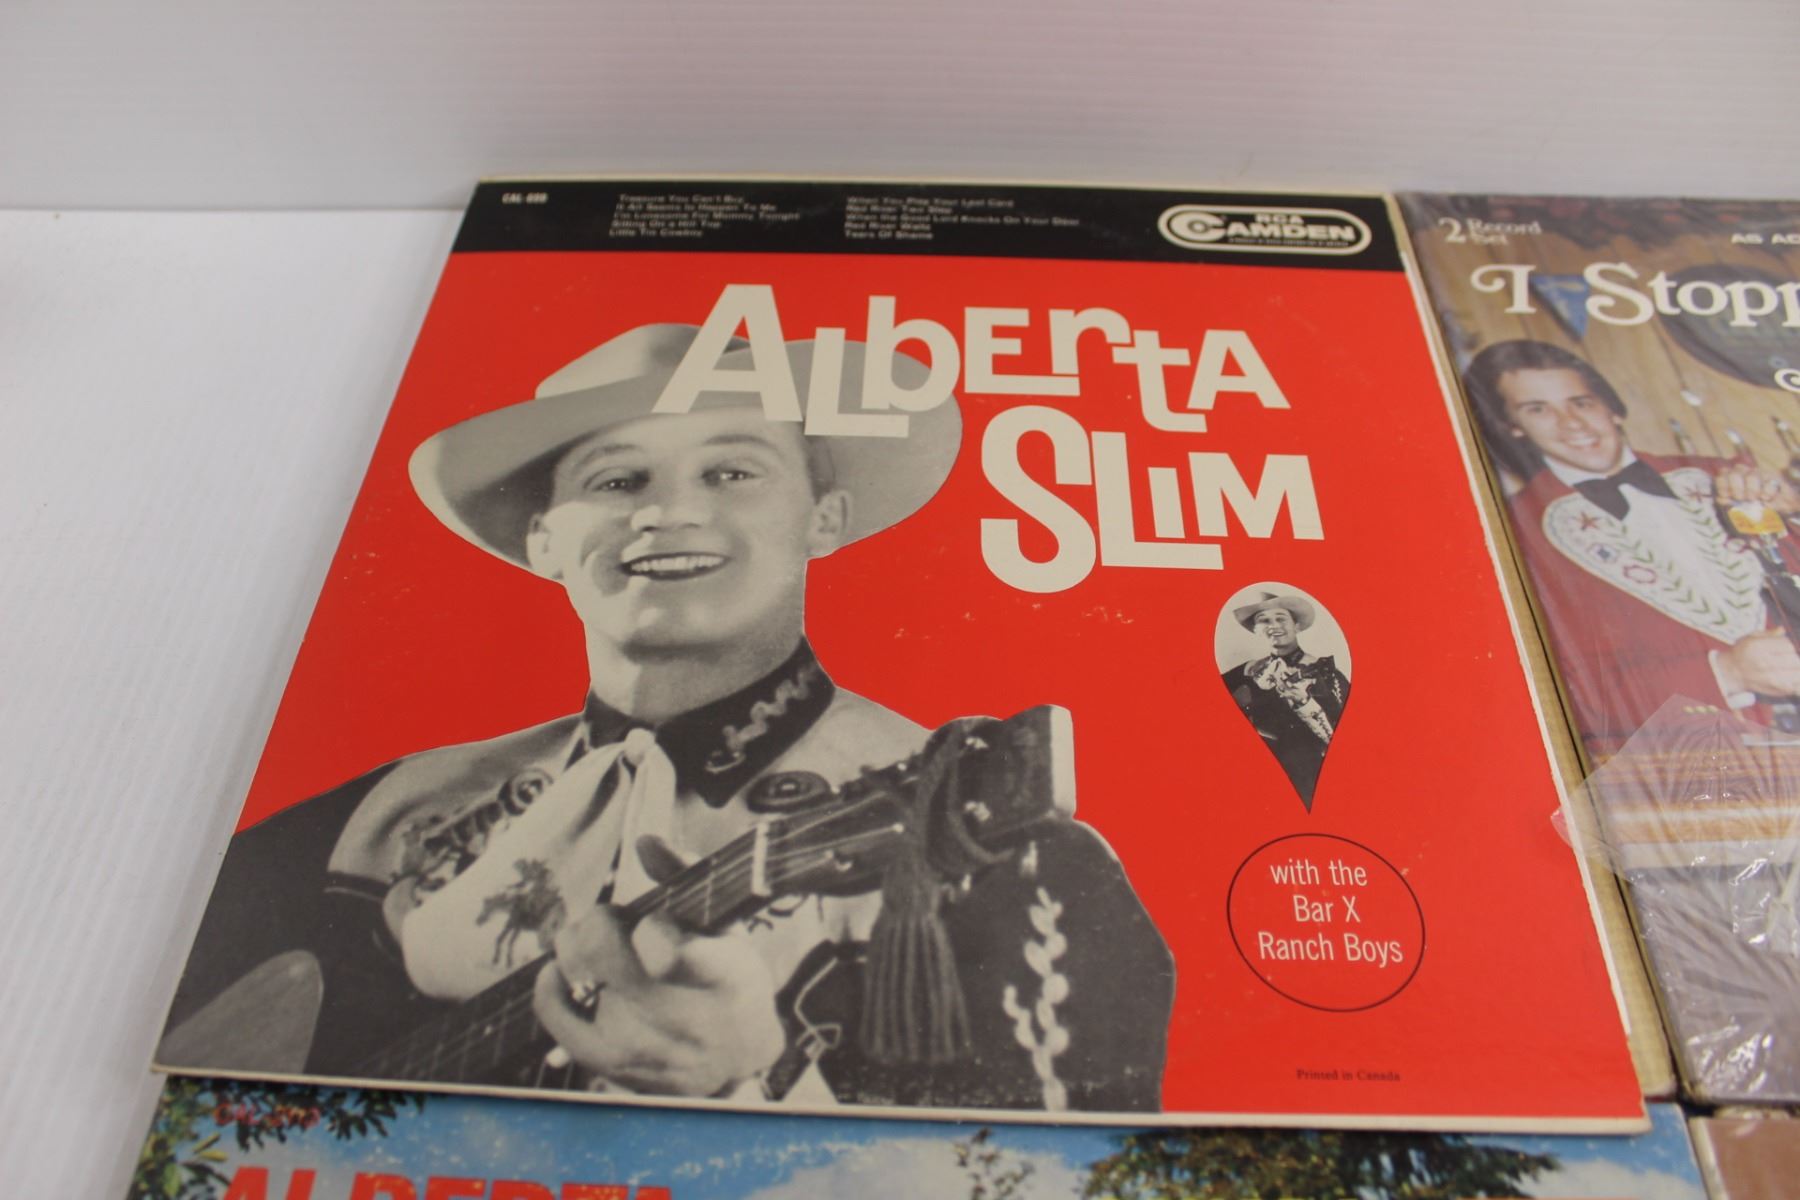 Treasure You Can't Buy
It All Seems to Happen To Me
I'm Lonesome For Mommy Tonight
Sitting On a Hill Top
Little Tin Cowboy
When You Play Your Last Card
Red River Two Step
When the Good Lord Knocks On Your Door
Red River Waltz
Tears Of Shame
RCA
CAMDEN
ALbErtA
SLiM
with the
Bar X
Ranch Boys
Printed in Canada
2 Record
Set
AS AD
I Stopp
ALBERTA